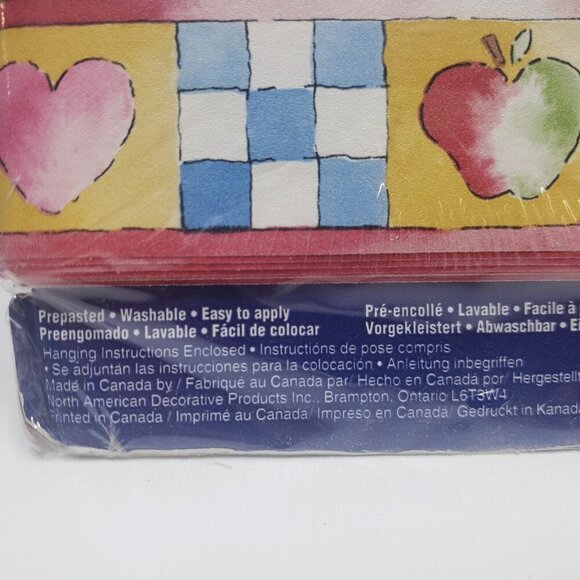 Prepasted • Washable • Easy to apply
Preengomado • Lavable • Fácil de colocar
Pré-encollé • Lavable • Facile à
Vorgekleistert • Abwaschbar • Ei
Hanging Instructions Enclosed • Instructions de pose compris
• Se adjuntán las instrucciones para la colocación • Anleitung inbegriffen
Made in Canada by / Fabriqué au Canada par / Hecho en Canadá por / Hergestellt
North American Decorative Products Inc., Brampton, Ontario L6T3W4
Printed in Canada / Imprimé au Canada / Impreso en Canadá / Gedruckt in Kanada